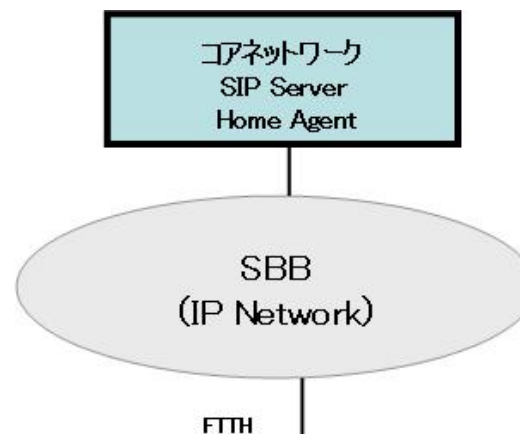 コアネットワーク
SIP Server
Home Agent
SBB
(IP Network)
FTTH